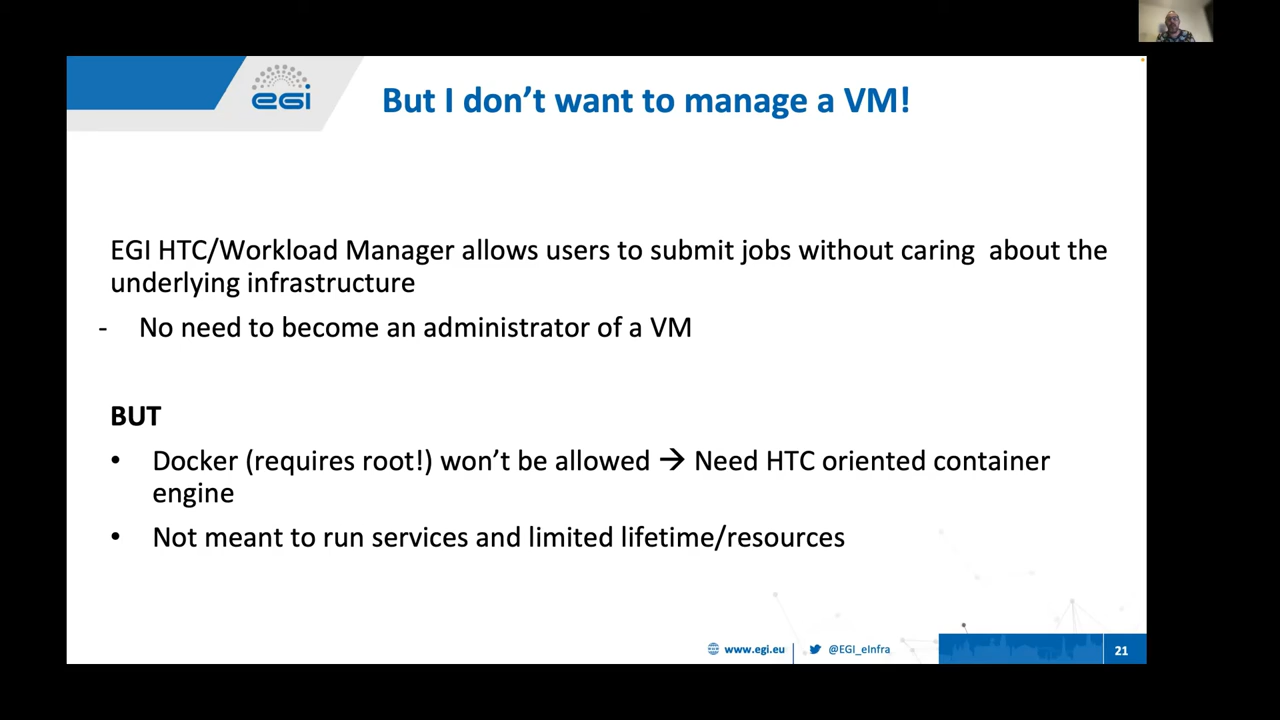 eGi
But I don’t want to manage a VM!
EGI HTC/Workload Manager allows users to submit jobs without caring  about the
underlying infrastructure
- No need to become an administrator of a VM
BUT
• Docker (requires root!) won’t be allowed → Need HTC oriented container
engine
• Not meant to run services and limited lifetime/resources
www.egi.eu
@EGI_eInfra
21